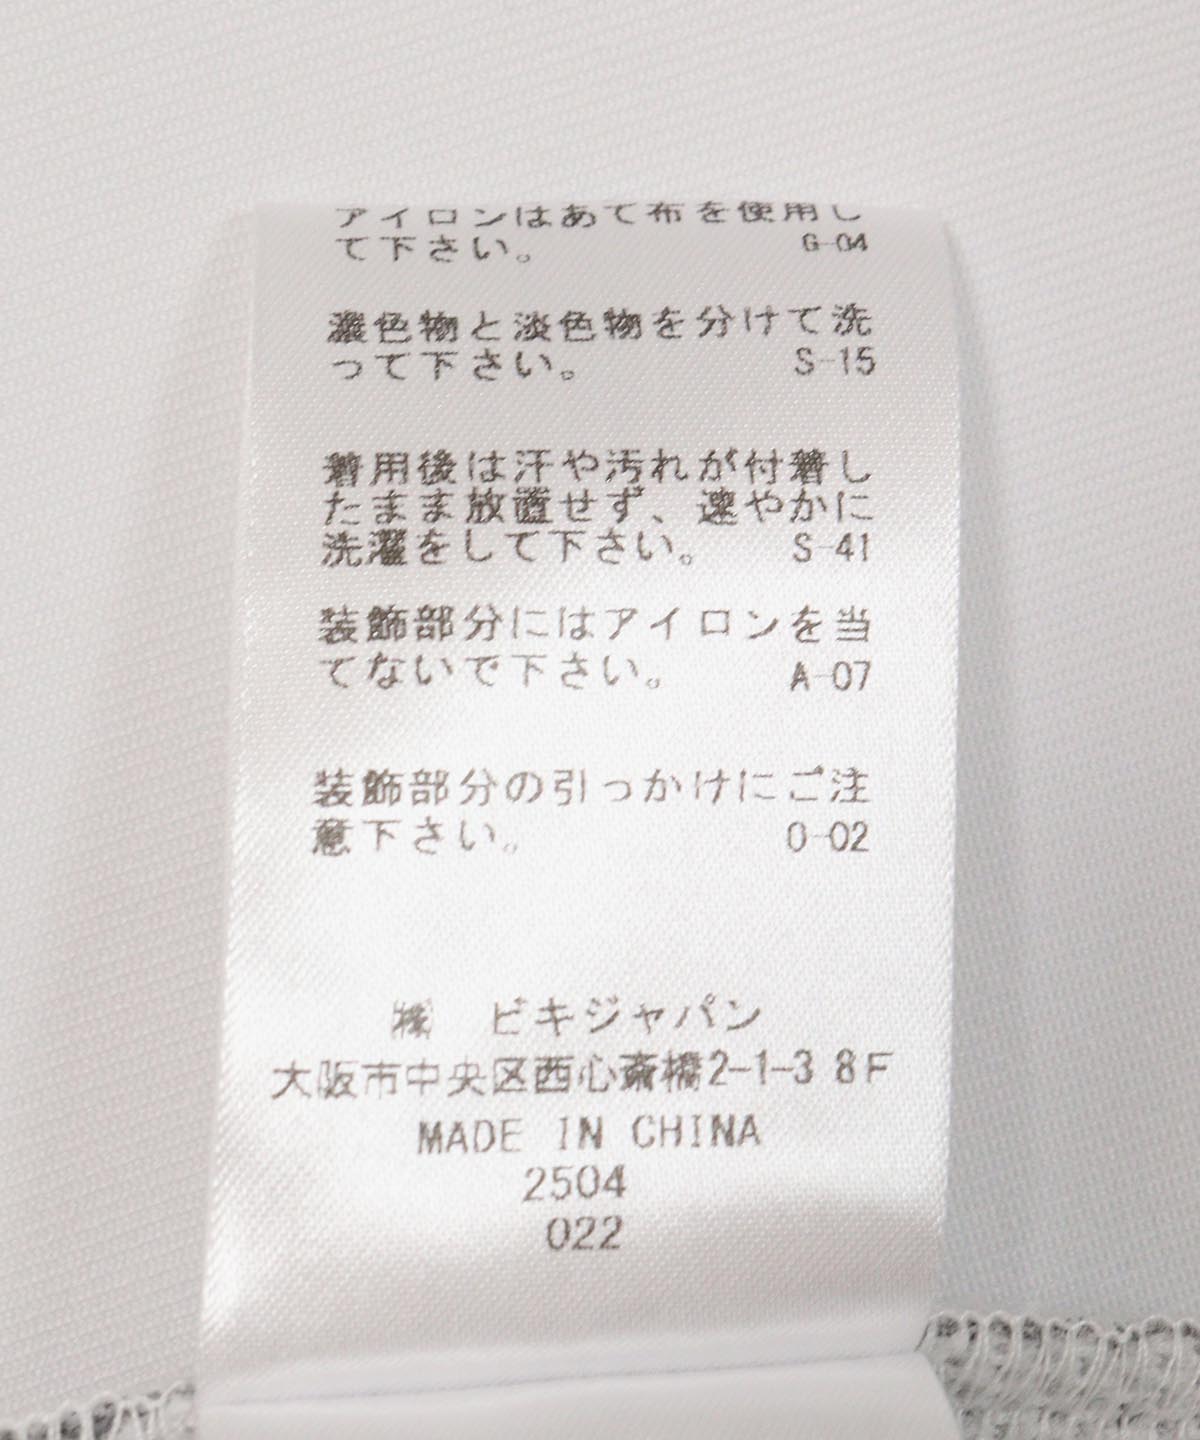 アイロンはあて布を使用し
て下さい。 G-04
濃色物と淡色物を分けて洗
って下さい。 S-15
着用後は汗や汚れが付着し
たまま放置せず、速やかに
洗濯をして下さい。 S-41
装飾部分にはアイロンを当
てないで下さい。 A-07
装飾部分の引っかけにご注
意下さい。 O-02
㈱ ビキジャパン
大阪市中央区西心斎橋2-1-3 8F
MADE IN CHINA
2504
022